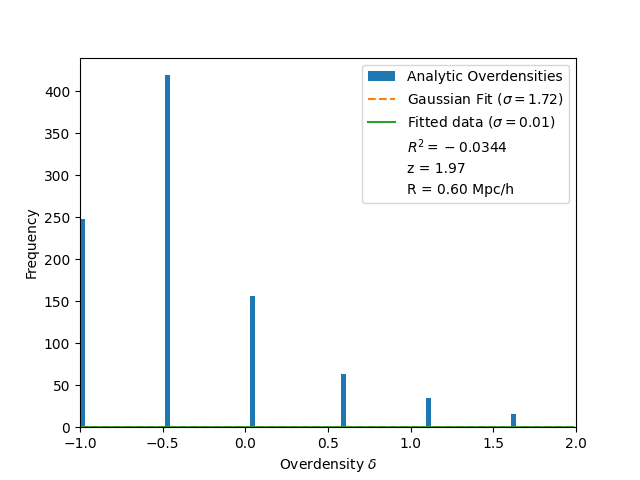 Analytic Overdensities
Gaussian Fit (σ = 1.72)
Fitted data (σ = 0.01)
R² = −0.0344
z = 1.97
R = 0.60 Mpc/h
400
350
300
250
200
150
100
50
0
Frequency
−1.0 −0.5 0.0 0.5 1.0 1.5 2.0
Overdensity δ